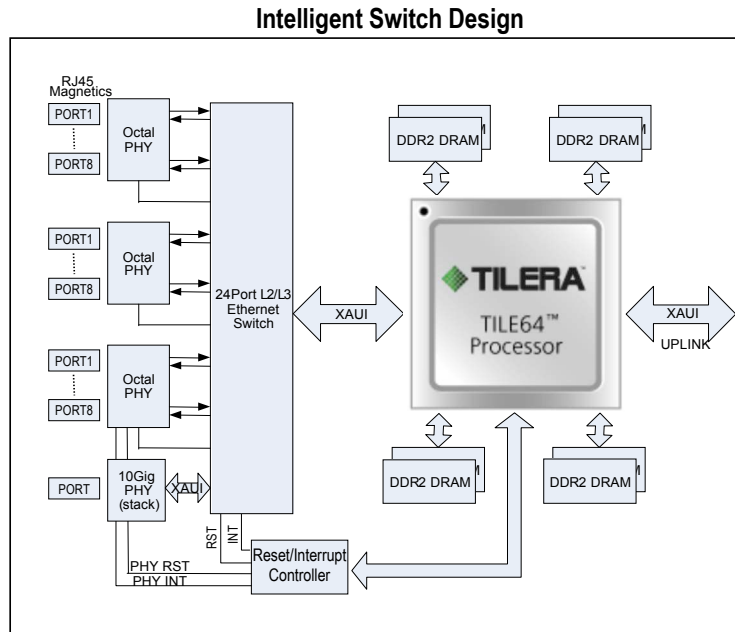 Intelligent Switch Design
RJ45
Magnetics
PORT1
PORT8
Octal
PHY
PORT1
PORT8
Octal
PHY
PORT1
PORT8
Octal
PHY
PORT
10Gig
PHY
(stack)
XAUI
24Port L2/L3
Ethernet
Switch
XAUI
DDR2 DRAM
M
DDR2 DRAM
M
TILERA™
TILE64™
Processor
XAUI
UPLINK
DDR2 DRAM
M
DDR2 DRAM
M
RST
INT
PHY RST
PHY INT
Reset/Interrupt
Controller